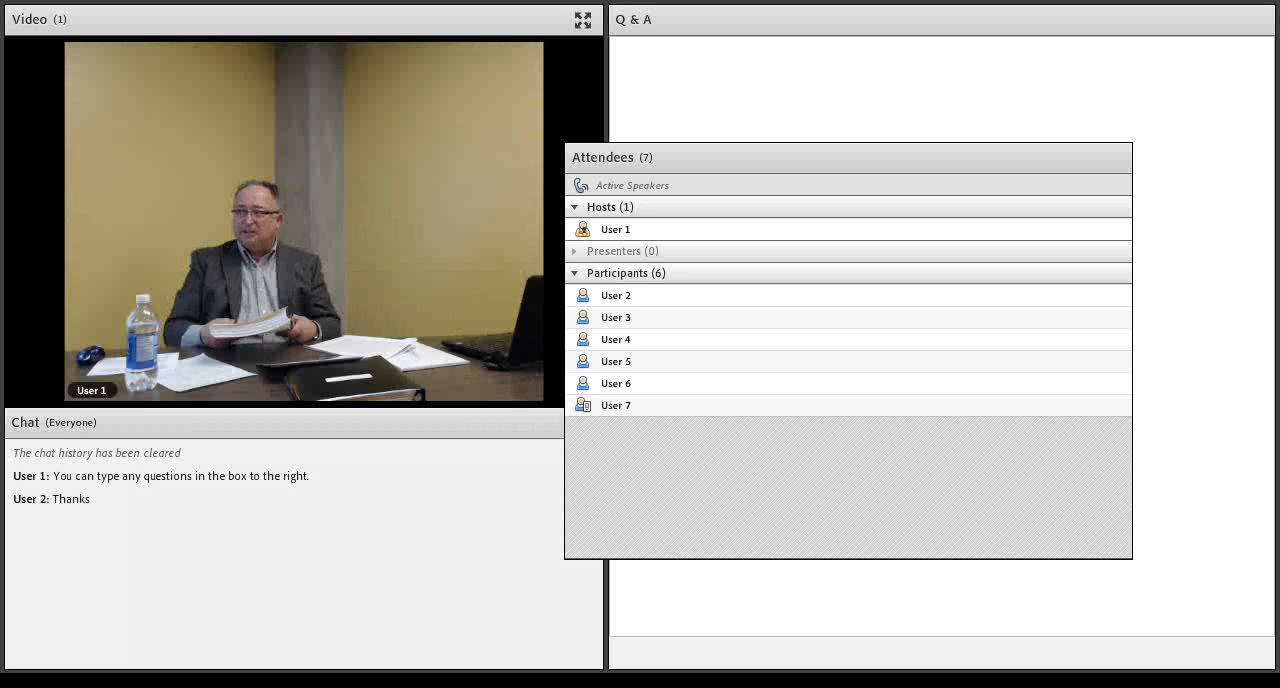 Video (1)
User 1
Chat (Everyone)
The chat history has been cleared
User 1: You can type any questions in the box to the right.
User 2: Thanks
Q & A
Attendees (7)
Active Speakers
Hosts (1)
User 1
Presenters (0)
Participants (6)
User 2
User 3
User 4
User 5
User 6
User 7